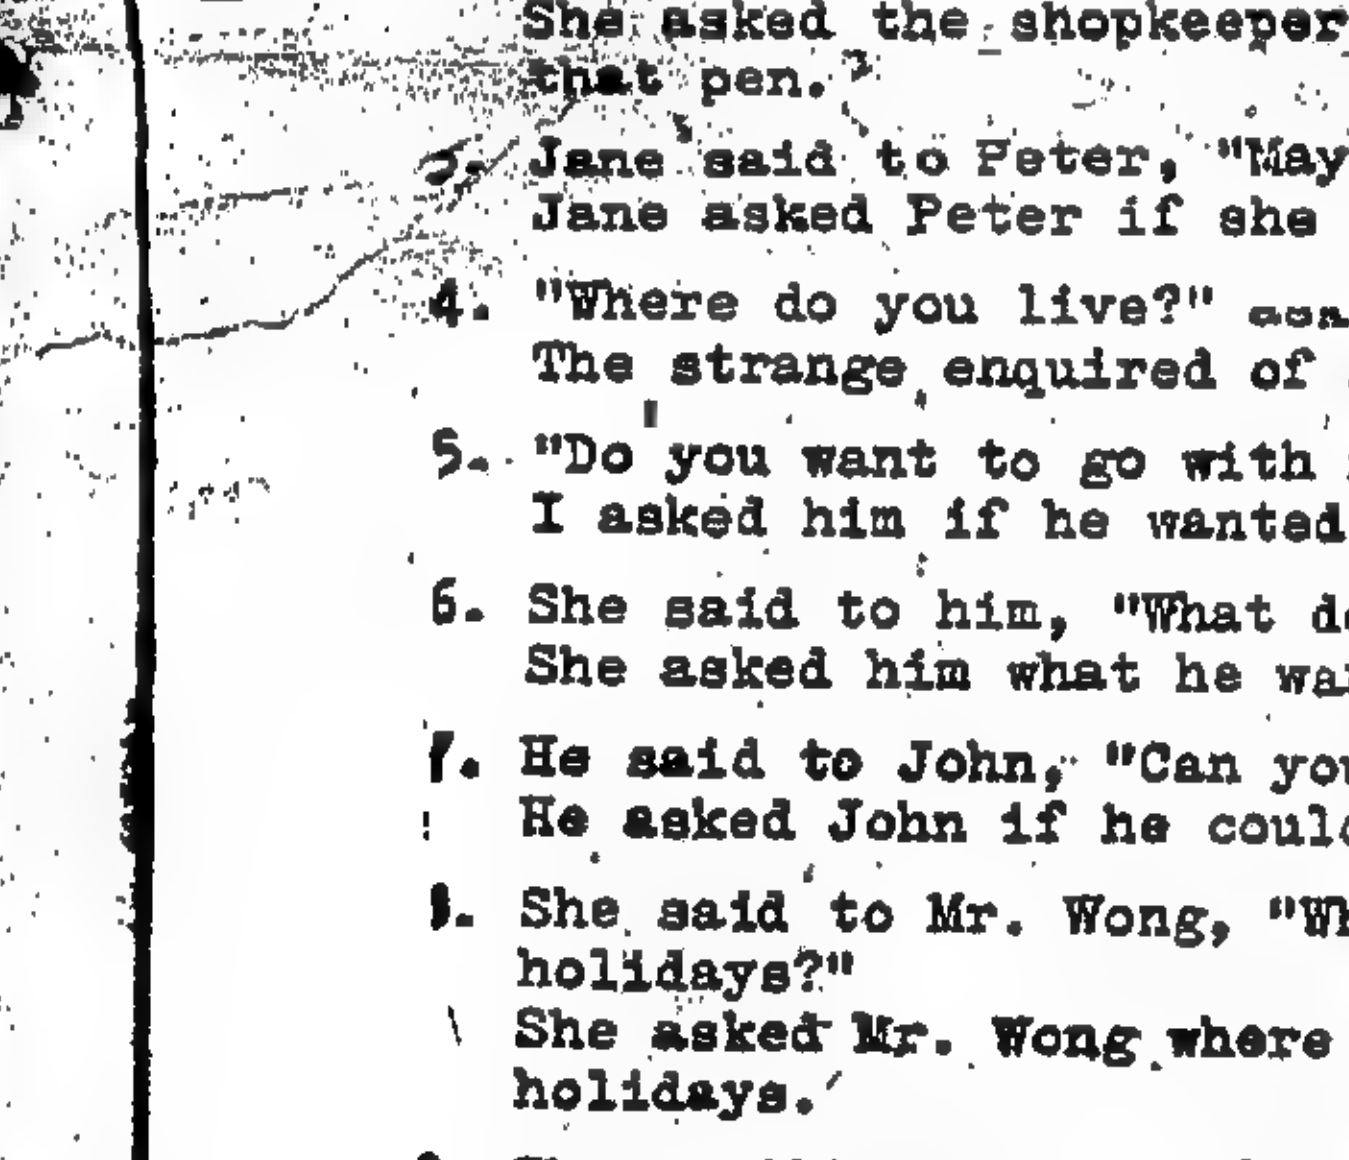 She asked the shopkeeper
that pen.
3. Jane said to Peter, "May
Jane asked Peter if she
4. "Where do you live?"
The strange enquired of
5. "Do you want to go with
I asked him if he wanted
6. She said to him, "What
She asked him what he
7. He said to John, "Can
He asked John if he
She said to Mr. Wong,
holidays?"
She asked Mr. Wong where
holidays.